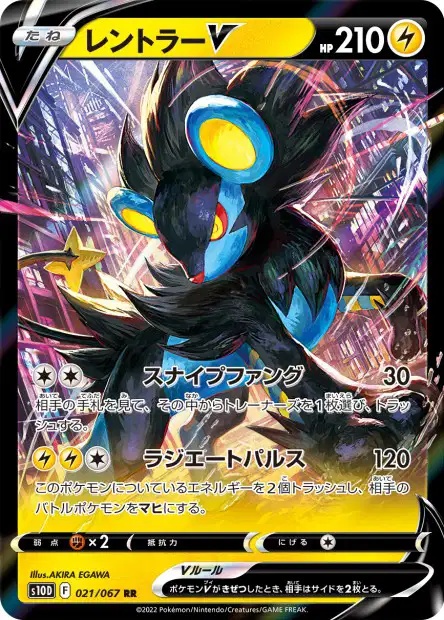 たね レントラーV HP 210
スナイプファング 30
相手の手札を見て、その中からトレーナーズを1枚選び、トラッ
シュする。
ラジエートパルス 120
このポケモンについているエネルギーを2個トラッシュし、相手の
バトルポケモンをマヒにする。
弱点 ×2 抵抗力 にげる
Illus.AKIRA EGAWA
Vルール
ポケモンVがきぜつしたとき、相手はサイドを2枚とる。
s10D F 021/067 RR
©2022 Pokémon/Nintendo/Creatures/GAME FREAK.